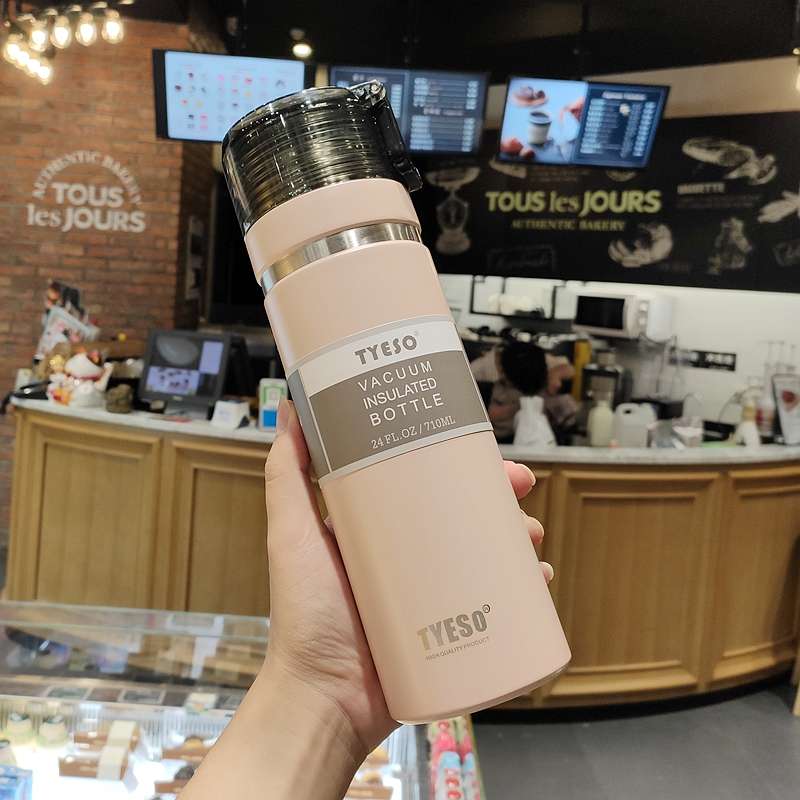 AUTHENTIC BAKERY
TOUS
les JOURS
TOUS les JOURS
AUTHENTIC BAKERY
TYESO
VACUUM
INSULATED
BOTTLE
24 FL.OZ / 710ML
TYESO®
HIGH QUALITY PRODUCT